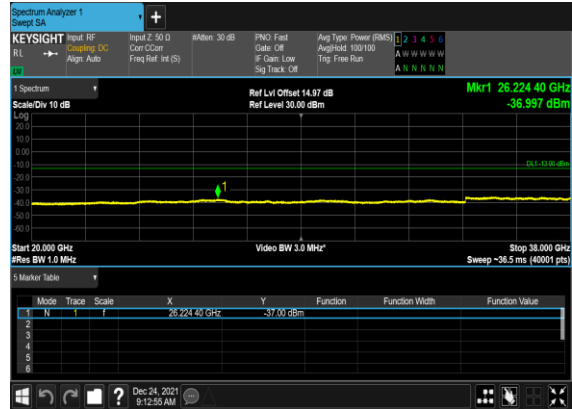 Spectrum Analyzer 1
Swept SA
+
KEYSIGHT Input: RF Input Z: 50 Ω #Atten: 30 dB PNO: Fast Avg Type: Power (RMS) 1 2 3 4 5 6
RL Coupling: DC Corr CCorr Gate: Off Avg|Hold: 100/100 A W W W W W
Align: Auto Freq Ref: Int (S) IF Gain: Low Trig: Free Run
Sig Track: Off A N N N N N
1 Spectrum Ref Lvl Offset 14.97 dB Mkr1 26.224 40 GHz
Scale/Div 10 dB Ref Level 30.00 dBm -36.997 dBm
Log
20.0
10.0
0.00
-10.0 DL1 -13.00 dBm
-20.0
-30.0 1
-40.0
-50.0
-60.0
Start 20.000 GHz Video BW 3.0 MHz* Stop 38.000 GHz
#Res BW 1.0 MHz Sweep ~36.5 ms (40001 pts)
5 Marker Table
Mode Trace Scale X Y Function Function Width Function Value
1 N 1 f 26.224 40 GHz -37.00 dBm
2
3
4
5
6
? Dec 24, 2021
9:12:55 AM